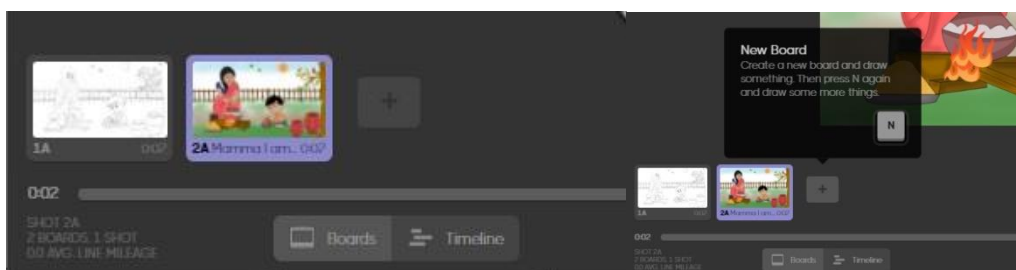 1A 0:02
2A Mamma I am... 0:02
+
0:02
SHOT 2A
2 BOARDS, 1 SHOT
0.0 AVG. LINE MILEAGE
Boards
Timeline
New Board
Create a new board and draw
something. Then press N again
and draw some more things.
N
1A 0:02
2A Mamma I am... 0:02
+
0:02
SHOT 2A
2 BOARDS, 1 SHOT
0.0 AVG. LINE MILEAGE
Boards
Timeline